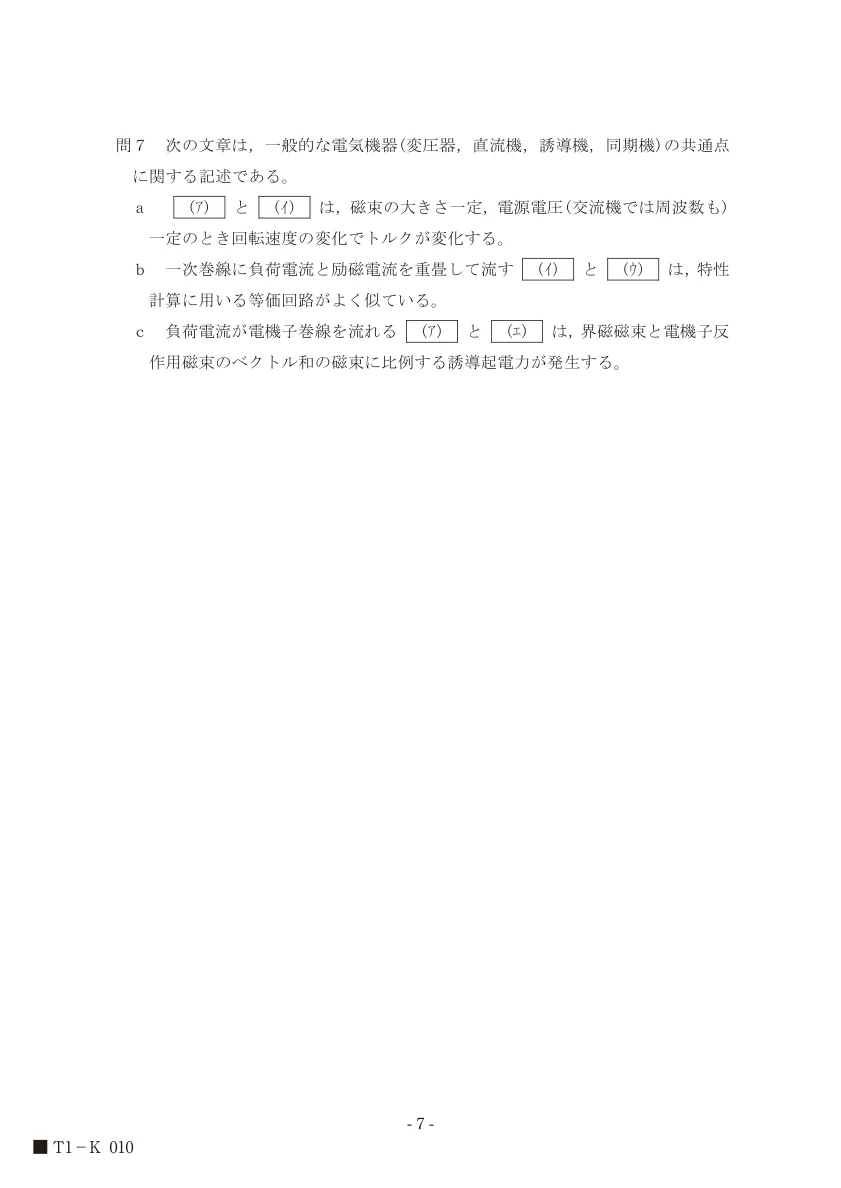 問７　次の文章は，一般的な電気機器(変圧器，直流機，誘導機，同期機)の共通点
に関する記述である。
ａ　(ｱ) と (ｲ) は，磁束の大きさ一定，電源電圧(交流機では周波数も)
一定のとき回転速度の変化でトルクが変化する。
ｂ　一次巻線に負荷電流と励磁電流を重畳して流す (ｲ) と (ｳ) は，特性
計算に用いる等価回路がよく似ている。
ｃ　負荷電流が電機子巻線を流れる (ｱ) と (ｴ) は，界磁磁束と電機子反
作用磁束のベクトル和の磁束に比例する誘導起電力が発生する。
- 7 -
■ T1－K 010